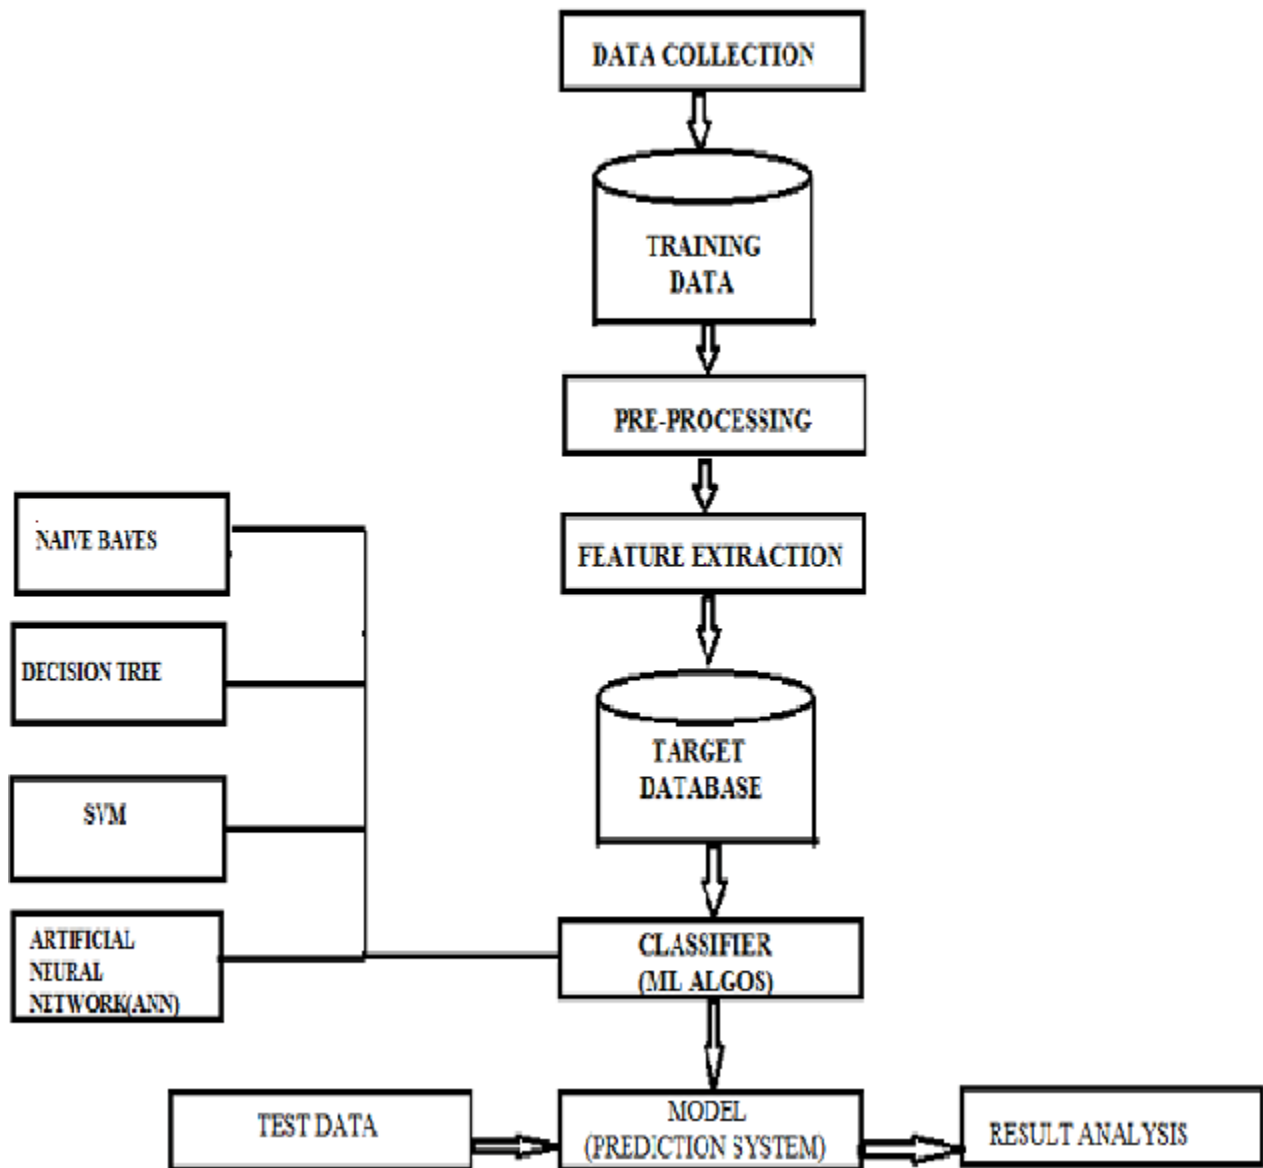 DATA COLLECTION
TRAINING
DATA
PRE-PROCESSING
NAIVE BAYES
FEATURE EXTRACTION
DECISION TREE
TARGET
DATABASE
SVM
ARTIFICIAL
NEURAL
NETWORK(ANN)
CLASSIFIER
(ML ALGOS)
TEST DATA
MODEL
(PREDICTION SYSTEM)
RESULT ANALYSIS